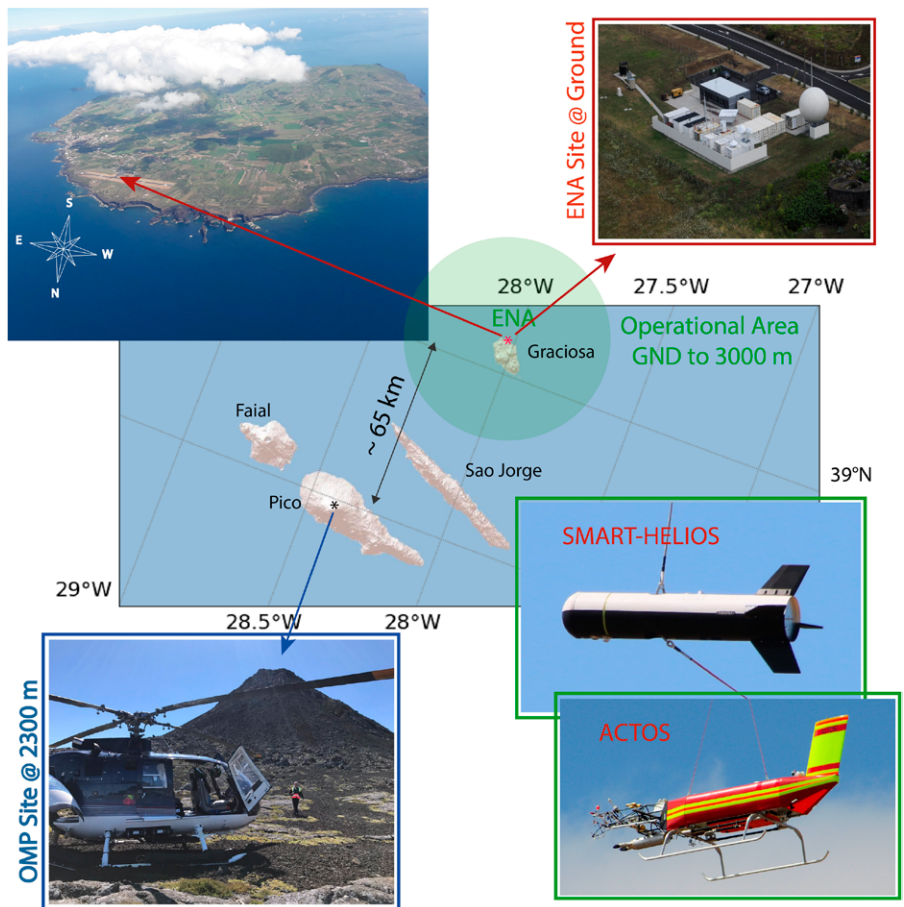 ENA Site @ Ground
S
E
W
N
28°W
27.5°W
27°W
ENA
Operational Area
GND to 3000 m
Graciosa
~ 65 km
Faial
Sao Jorge
Pico
39°N
SMART-HELIOS
29°W
28.5°W
28°W
OMP Site @ 2300 m
ACTOS